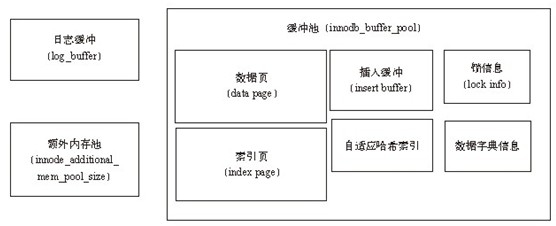 日志缓冲
(log_buffer)
额外内存池
(innode_additional_
mem_pool_size)
缓冲池 (innodb_buffer_pool)
数据页
(data page)
插入缓冲
(insert buffer)
销信息
(lock info)
索引页
(index page)
自适应哈希索引
数据字典信息